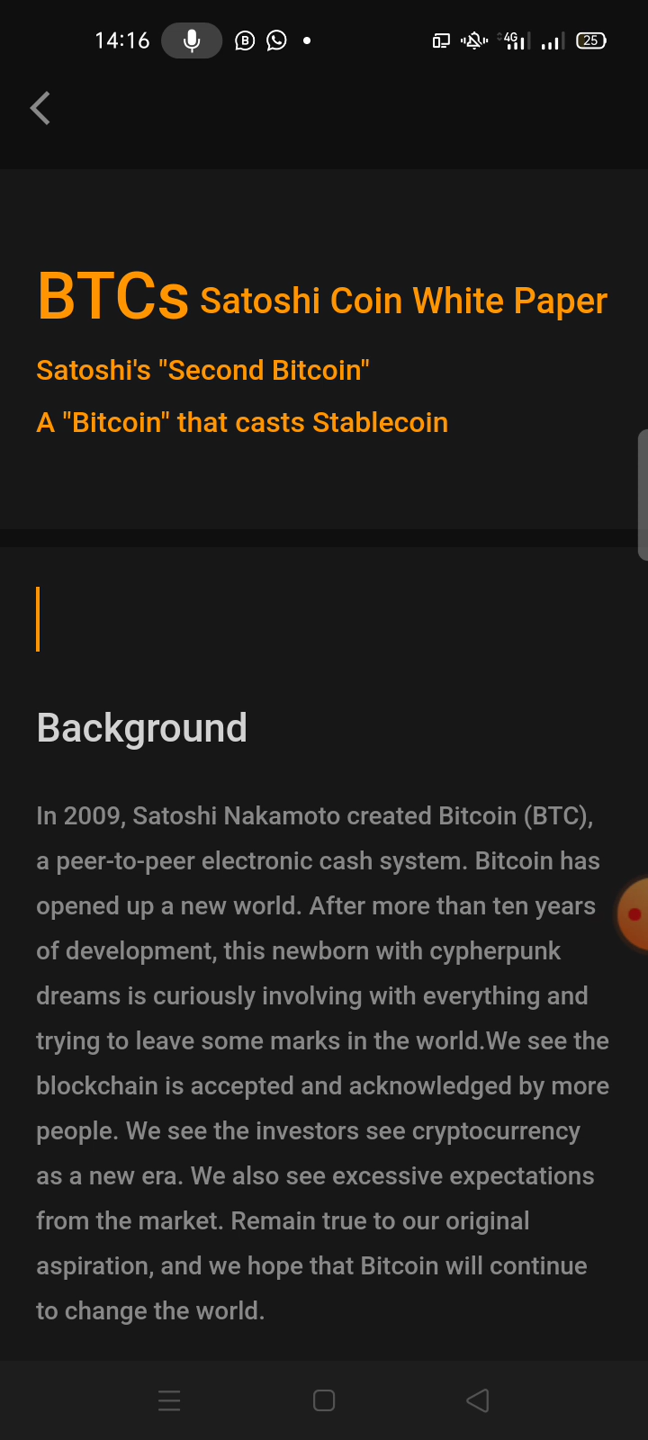 14:16
4G
25
BTCs Satoshi Coin White Paper
Satoshi's "Second Bitcoin"
A "Bitcoin" that casts Stablecoin
Background
In 2009, Satoshi Nakamoto created Bitcoin (BTC),
a peer-to-peer electronic cash system. Bitcoin has
opened up a new world. After more than ten years
of development, this newborn with cypherpunk
dreams is curiously involving with everything and
trying to leave some marks in the world.We see the
blockchain is accepted and acknowledged by more
people. We see the investors see cryptocurrency
as a new era. We also see excessive expectations
from the market. Remain true to our original
aspiration, and we hope that Bitcoin will continue
to change the world.